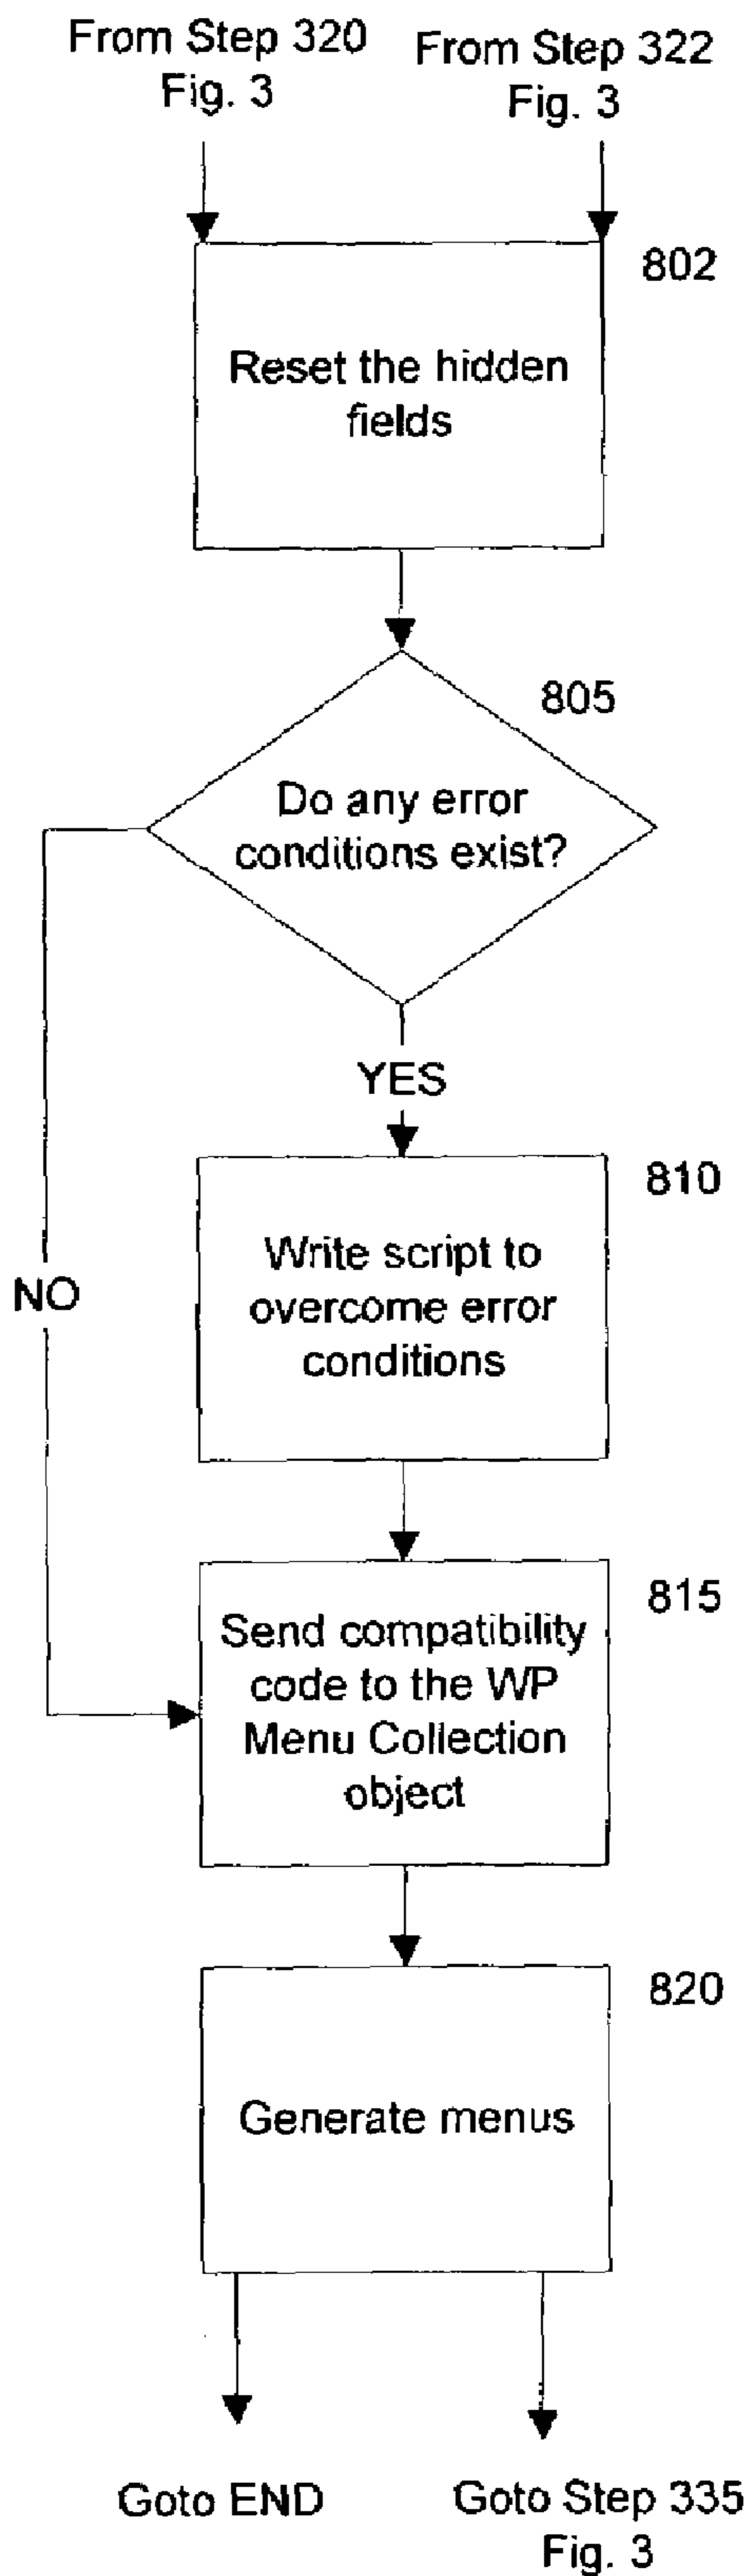 From Step 320
Fig. 3
From Step 322
Fig. 3
802
Reset the hidden
fields
805
Do any error
conditions exist?
YES
NO
810
Write script to
overcome error
conditions
815
Send compatibility
code to the WP
Menu Collection
object
820
Generate menus
Goto END
Goto Step 335
Fig. 3